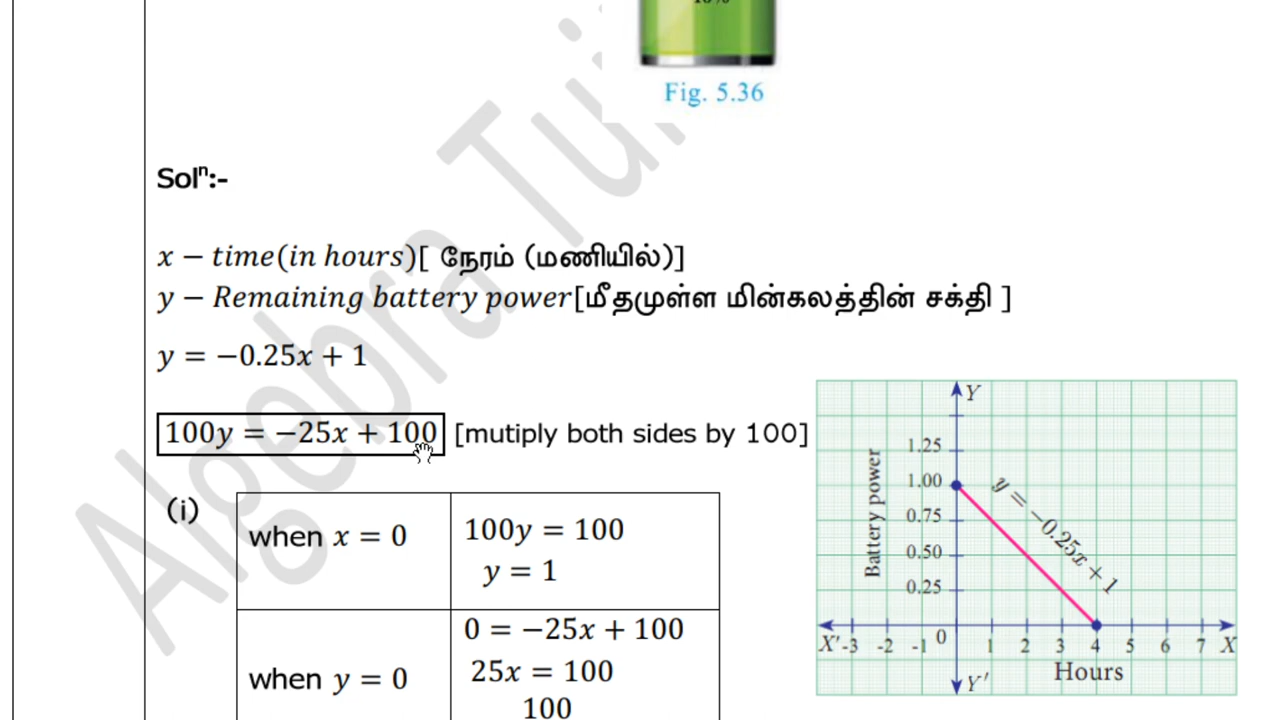 Fig. 5.36
Solⁿ:-
x − time(in hours)[ நேரம் (மணியில்)]
y − Remaining battery power[மீதமுள்ள மின்கலத்தின் சக்தி ]
y = −0.25x + 1
100y = −25x + 100 [mutiply both sides by 100]
(i)
when x = 0
100y = 100
y = 1
when y = 0
0 = −25x + 100
25x = 100
100
Y
1.25
1.00
0.75
0.50
0.25
Battery power
y = −0.25x + 1
X′ -3 -2 -1 0 1 2 3 4 5 6 7 X
Hours
Y′
Algebra